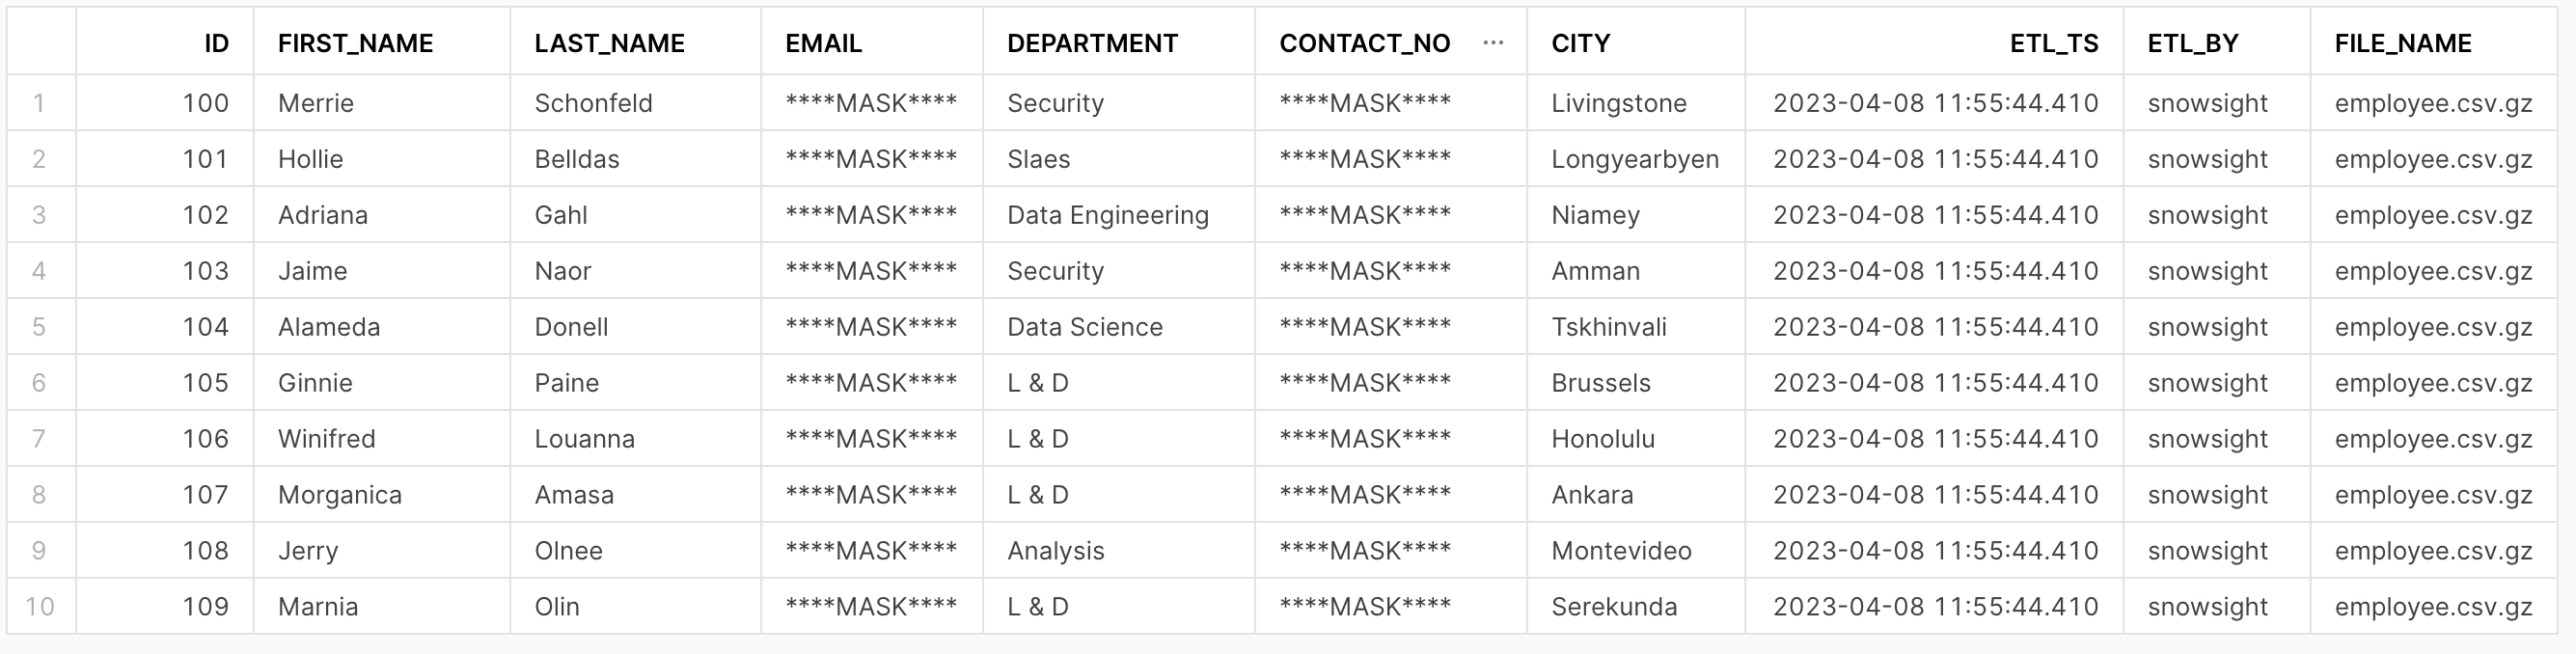 ID FIRST_NAME LAST_NAME EMAIL DEPARTMENT CONTACT_NO ... CITY ETL_TS ETL_BY FILE_NAME
1 100 Merrie Schonfeld ****MASK**** Security ****MASK**** Livingstone 2023-04-08 11:55:44.410 snowsight employee.csv.gz
2 101 Hollie Belldas ****MASK**** Slaes ****MASK**** Longyearbyen 2023-04-08 11:55:44.410 snowsight employee.csv.gz
3 102 Adriana Gahl ****MASK**** Data Engineering ****MASK**** Niamey 2023-04-08 11:55:44.410 snowsight employee.csv.gz
4 103 Jaime Naor ****MASK**** Security ****MASK**** Amman 2023-04-08 11:55:44.410 snowsight employee.csv.gz
5 104 Alameda Donell ****MASK**** Data Science ****MASK**** Tskhinvali 2023-04-08 11:55:44.410 snowsight employee.csv.gz
6 105 Ginnie Paine ****MASK**** L & D ****MASK**** Brussels 2023-04-08 11:55:44.410 snowsight employee.csv.gz
7 106 Winifred Louanna ****MASK**** L & D ****MASK**** Honolulu 2023-04-08 11:55:44.410 snowsight employee.csv.gz
8 107 Morganica Amasa ****MASK**** L & D ****MASK**** Ankara 2023-04-08 11:55:44.410 snowsight employee.csv.gz
9 108 Jerry Olnee ****MASK**** Analysis ****MASK**** Montevideo 2023-04-08 11:55:44.410 snowsight employee.csv.gz
10 109 Marnia Olin ****MASK**** L & D ****MASK**** Serekunda 2023-04-08 11:55:44.410 snowsight employee.csv.gz